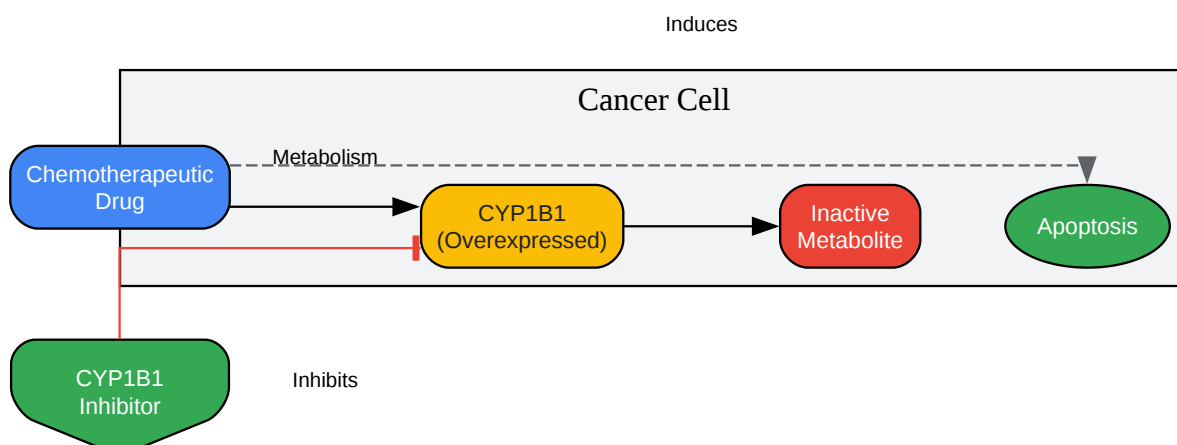 Induces
Cancer Cell
Metabolism
Chemotherapeutic
Drug
CYP1B1
(Overexpressed)
Inactive
Metabolite
Apoptosis
CYP1B1
Inhibitor
Inhibits